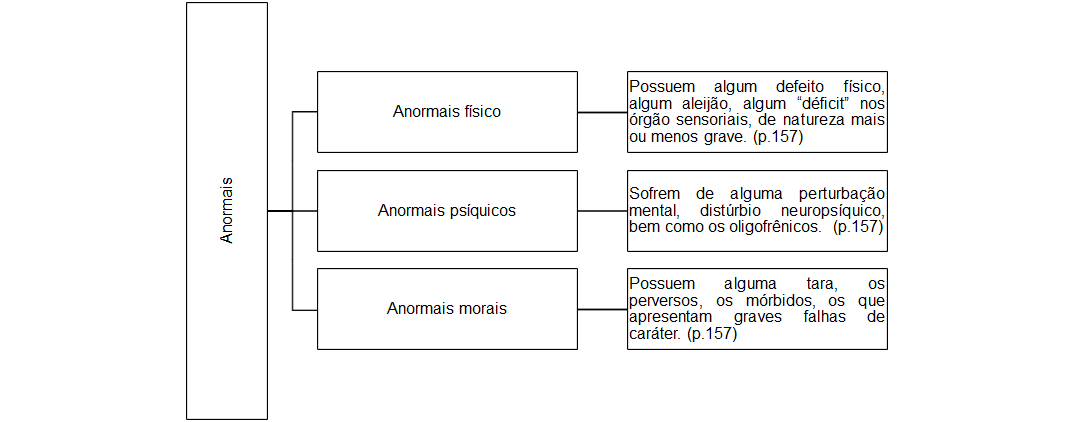 Anormais
Anormais físico
Possuem algum defeito físico,
algum aleijão, algum “déficit” nos
órgão sensoriais, de natureza mais
ou menos grave. (p.157)
Anormais psíquicos
Sofrem de alguma perturbação
mental, distúrbio neuropsíquico,
bem como os oligofrênicos. (p.157)
Anormais morais
Possuem alguma tara, os
perversos, os mórbidos, os que
apresentam graves falhas de
caráter. (p.157)